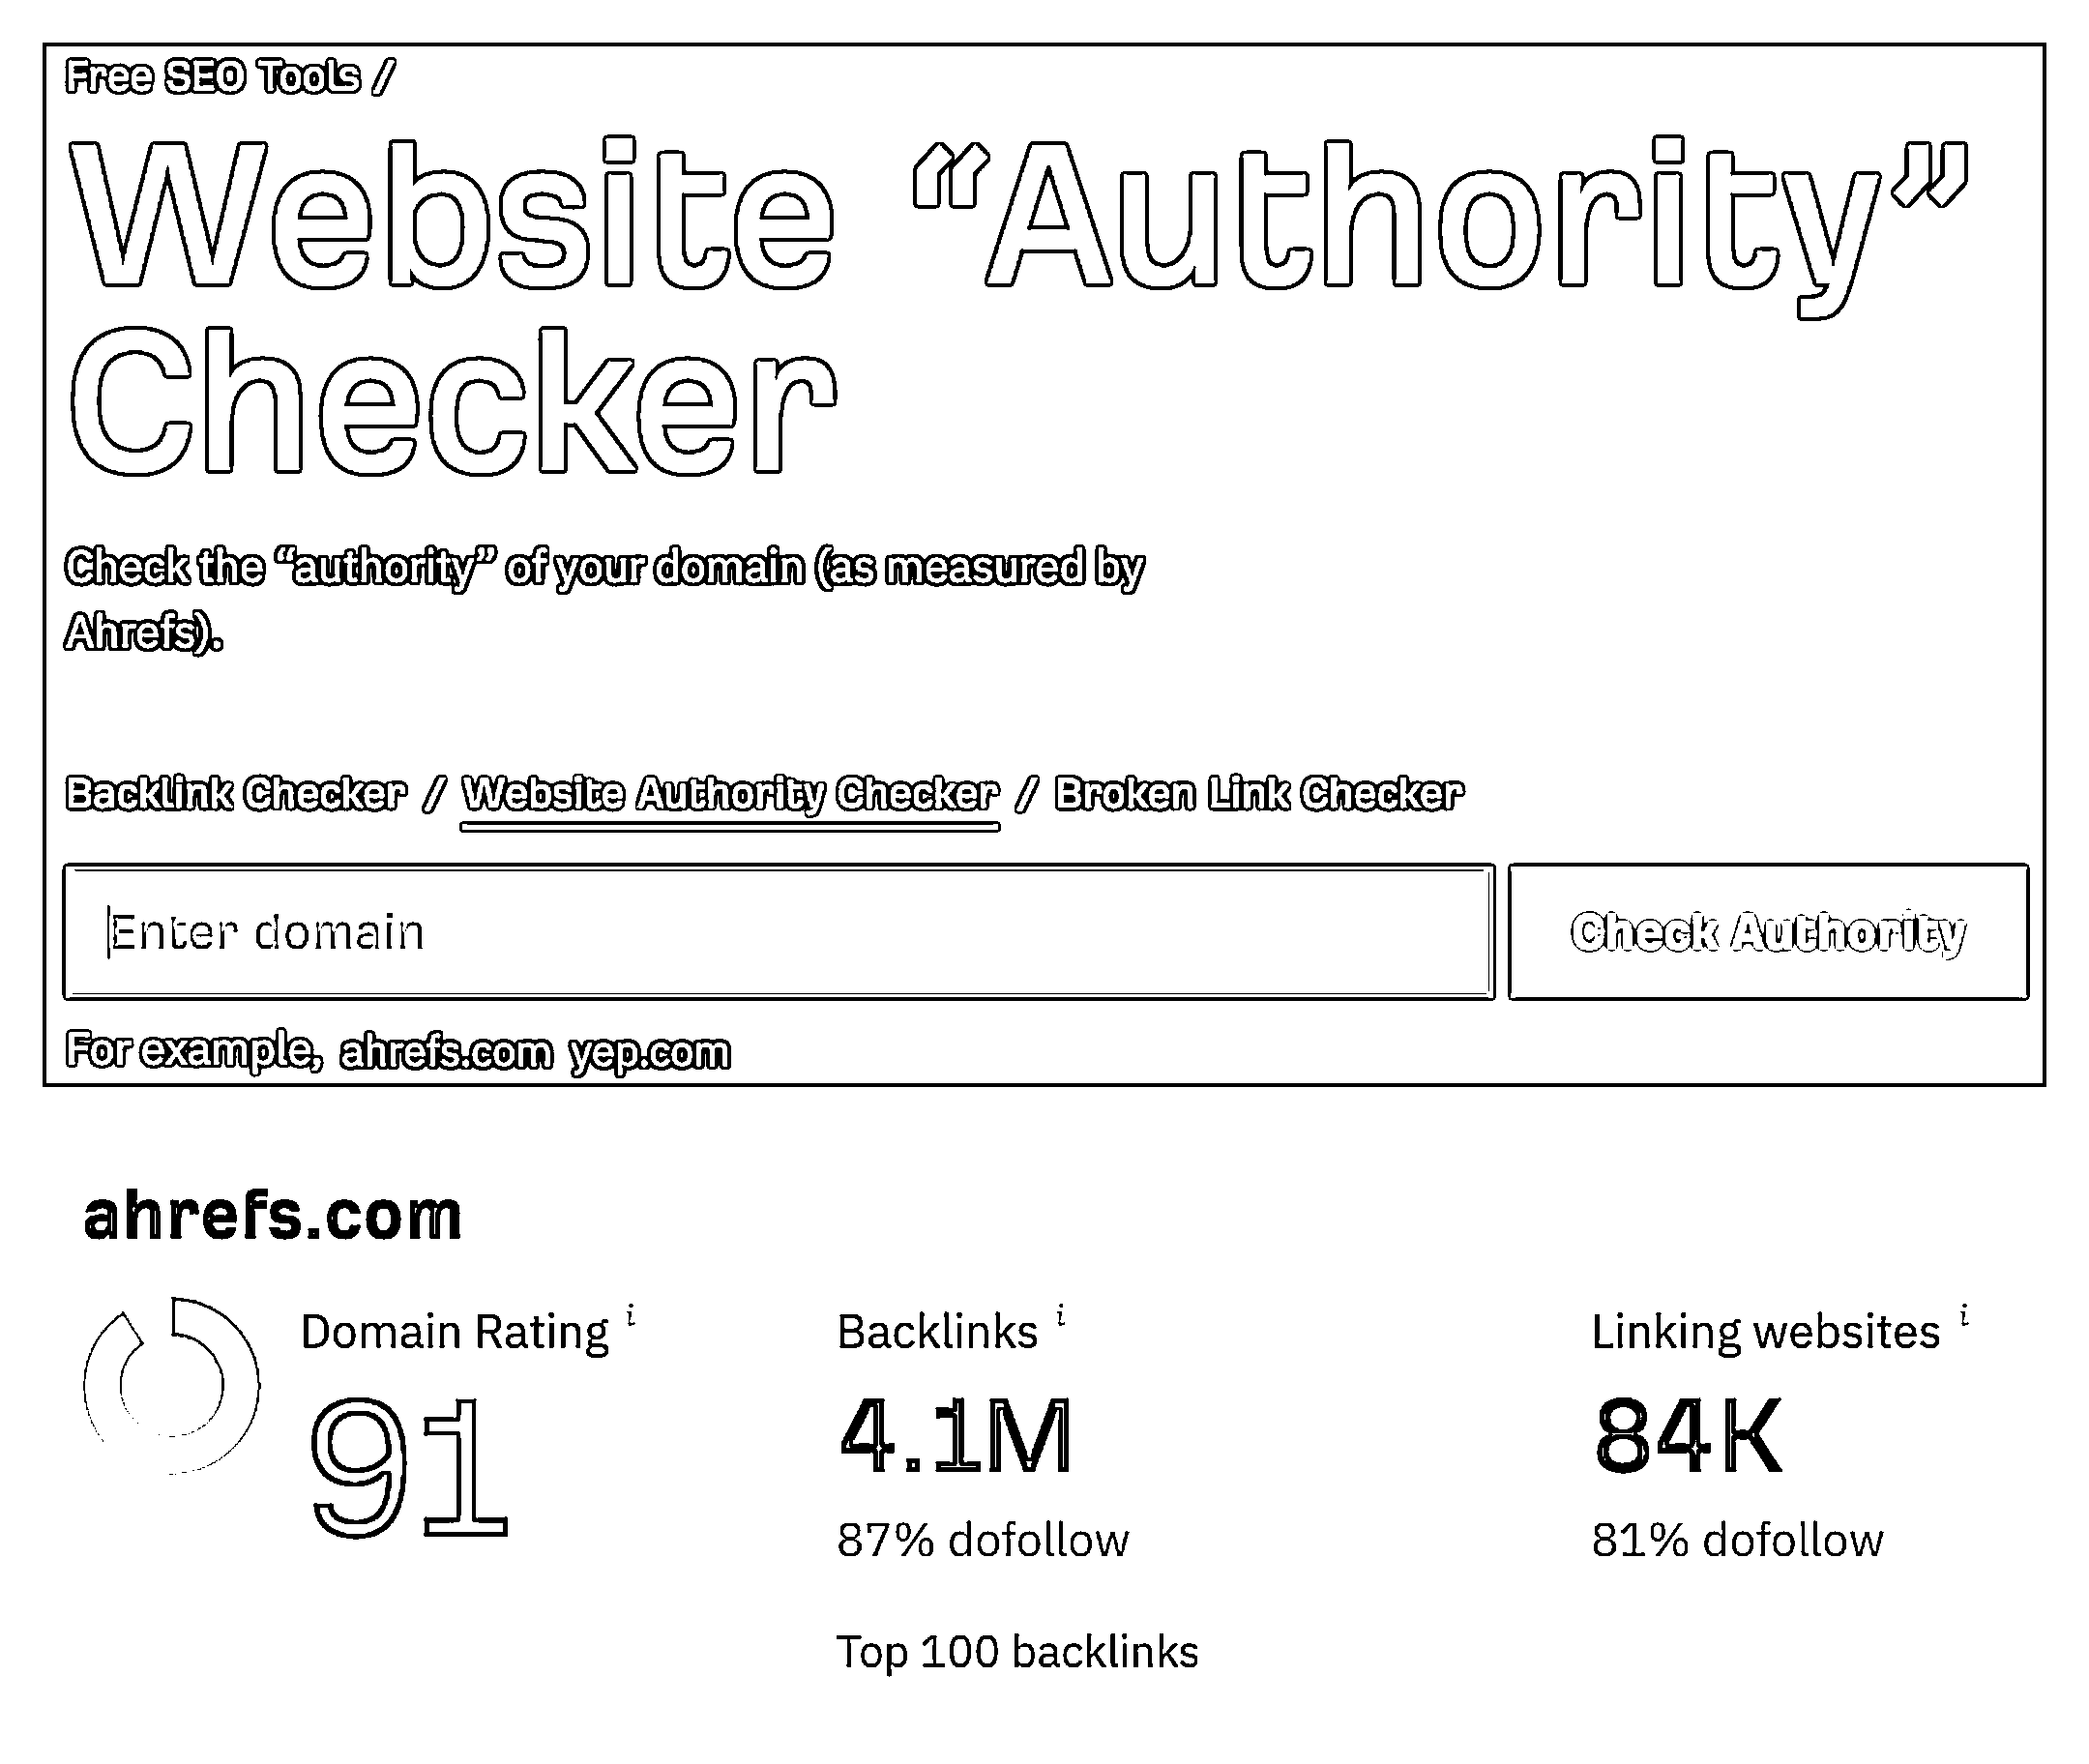 Free SEO Tools /
Website “Authority”
Checker
Check the “authority” of your domain (as measured by
Ahrefs).
Backlink Checker / Website Authority Checker / Broken Link Checker
Enter domain
Check Authority
For example, ahrefs.com yep.com
ahrefs.com
Domain Rating i
91
Backlinks i
4.1M
87% dofollow
Top 100 backlinks
Linking websites i
84K
81% dofollow